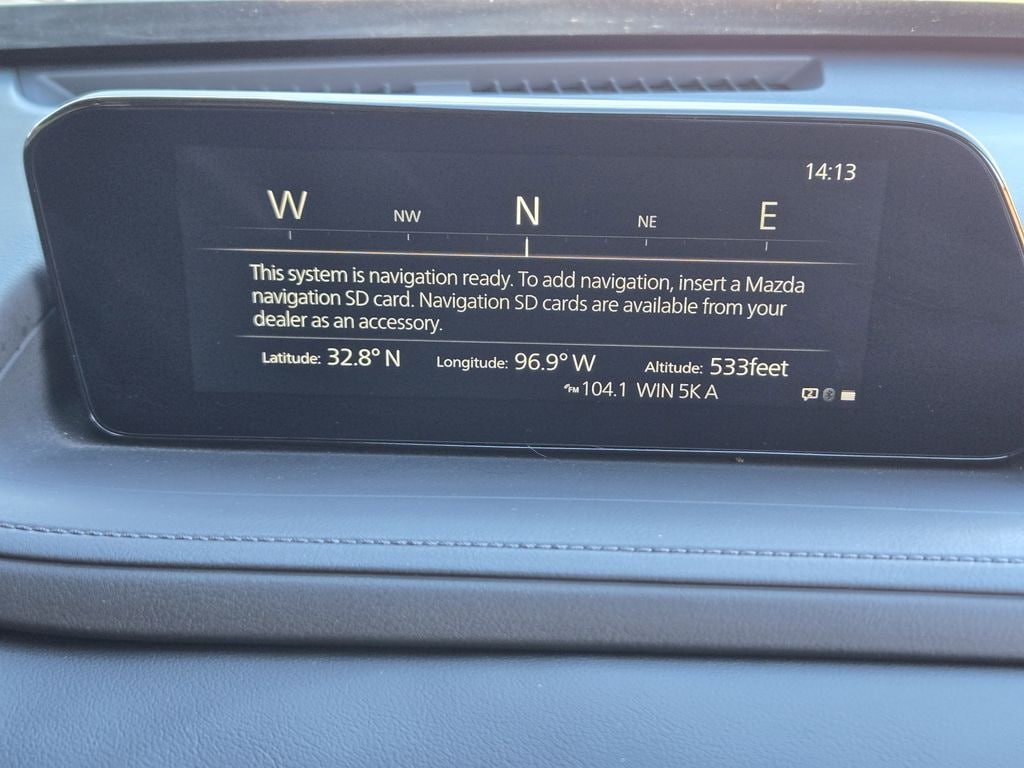 14:13
W NW N NE E
This system is navigation ready. To add navigation, insert a Mazda
navigation SD card. Navigation SD cards are available from your
dealer as an accessory.
Latitude: 32.8° N Longitude: 96.9° W Altitude: 533feet
FM 104.1 WIN 5K A